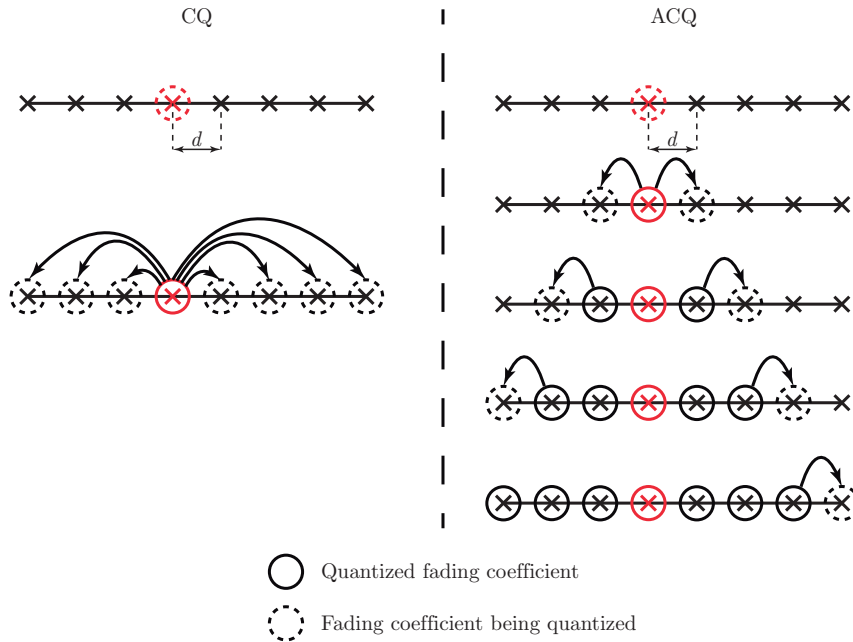 CQ
ACQ
d
d
Quantized fading coefficient
Fading coefficient being quantized